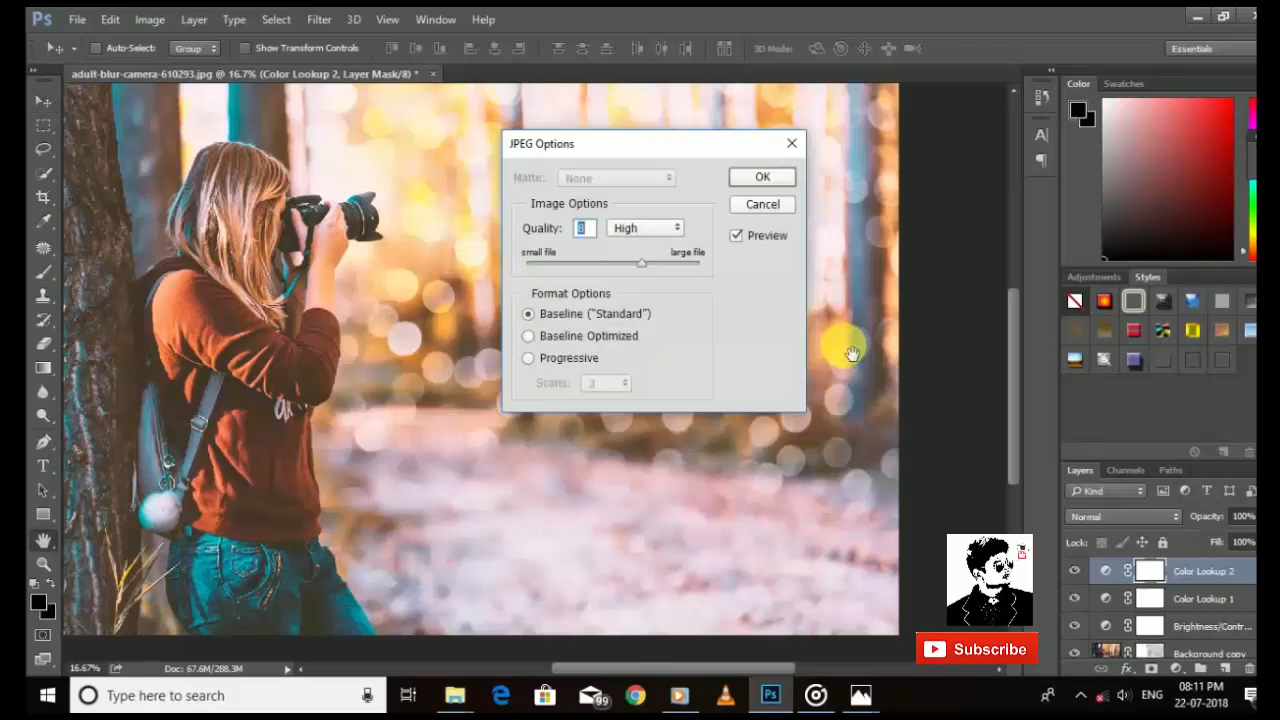 Ps File Edit Image Layer Type Select Filter 3D View Window Help
Auto-Select: Group Show Transform Controls 3D Mode: Essentials
adult-blur-camera-610293.jpg @ 16.7% (Color Lookup 2, Layer Mask/8) *
Color Swatches
JPEG Options
Matte: None OK
Image Options
Cancel
Quality: 8 High
Preview
small file large file
Adjustments Styles
Format Options
Baseline ("Standard")
Baseline Optimized
Progressive
Scans: 3
Layers Channels Paths
Kind
Normal Opacity: 100%
Lock: Fill: 100%
Color Lookup 2
Color Lookup 1
Brightness/Contr...
Background copy
Subscribe
16.67% Doc: 67.6M/288.3M
Type here to search
99
Ps
ENG
08:11 PM
22-07-2018